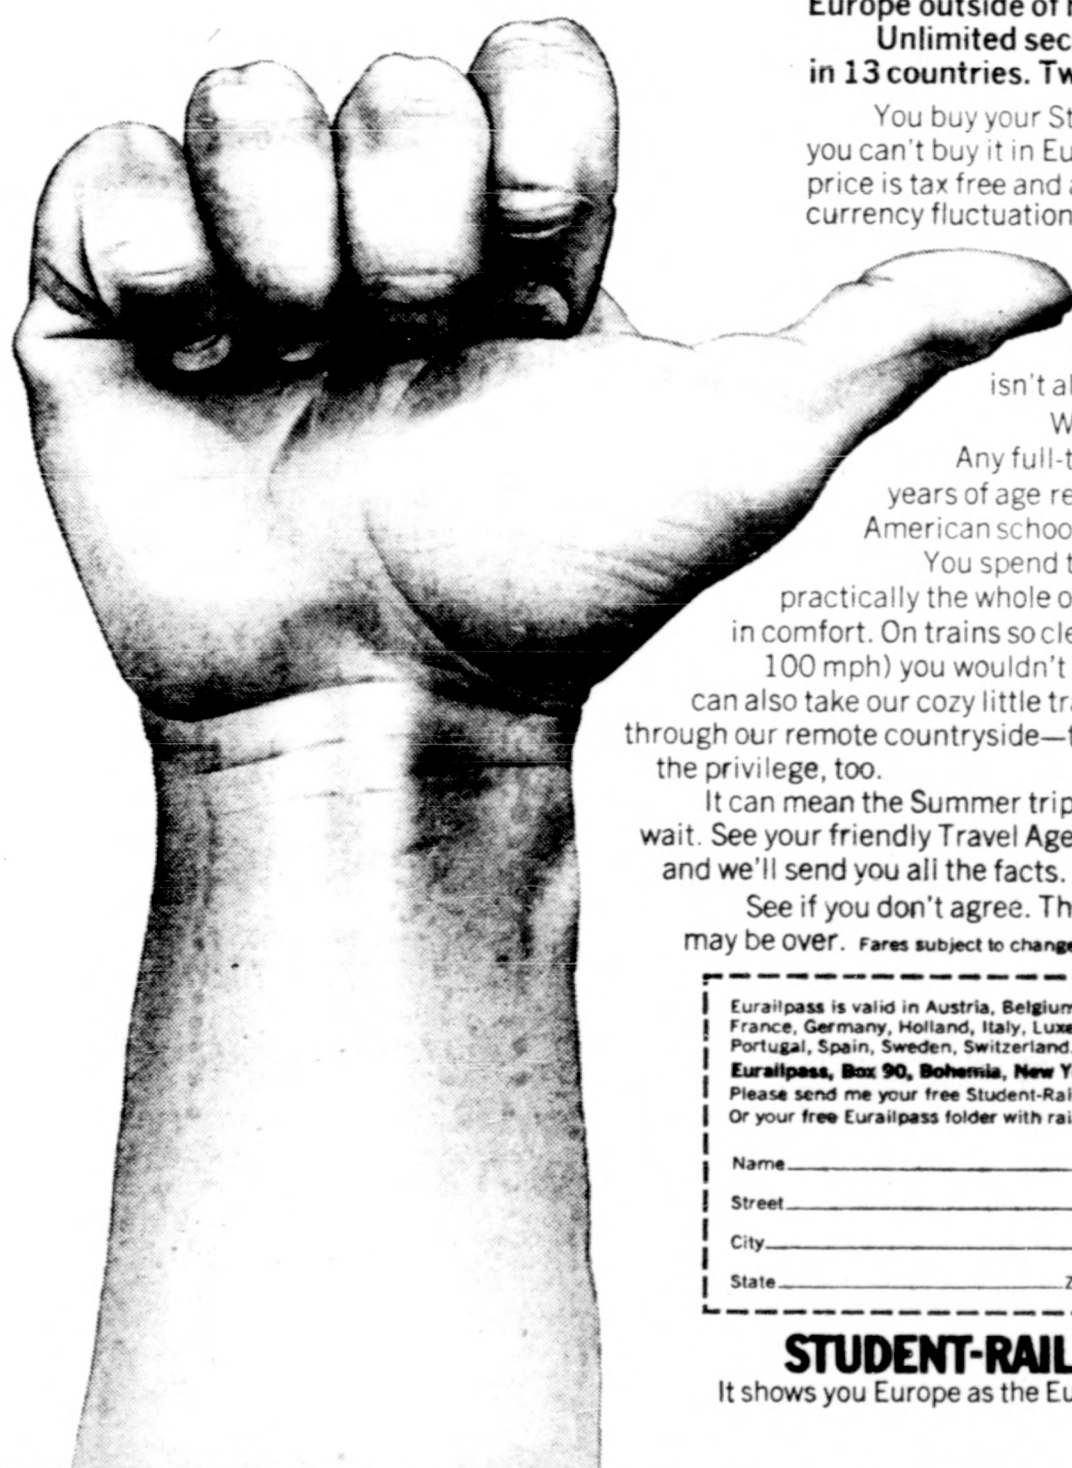 Europe outside of
Unlimited sec
in 13 countries. Tw
You buy your St
you can't buy it in Eu
price is tax free and a
currency fluctuation
isn't al
W
Any full-t
years of age re
American schoo
You spend t
practically the whole o
in comfort. On trains so cle
100 mph) you wouldn't
can also take our cozy little tra
through our remote countryside—f
the privilege, too.
It can mean the Summer trip
wait. See your friendly Travel Age
and we'll send you all the facts.
See if you don't agree. Th
may be over. Fares subject to change
Eurailpass is valid in Austria, Belgium
France, Germany, Holland, Italy, Luxe
Portugal, Spain, Sweden, Switzerland.
Eurailpass, Box 90, Bohemia, New Y
Please send me your free Student-Rai
Or your free Eurailpass folder with rai
Name
Street
City
State Z
STUDENT-RAIL
It shows you Europe as the Eu